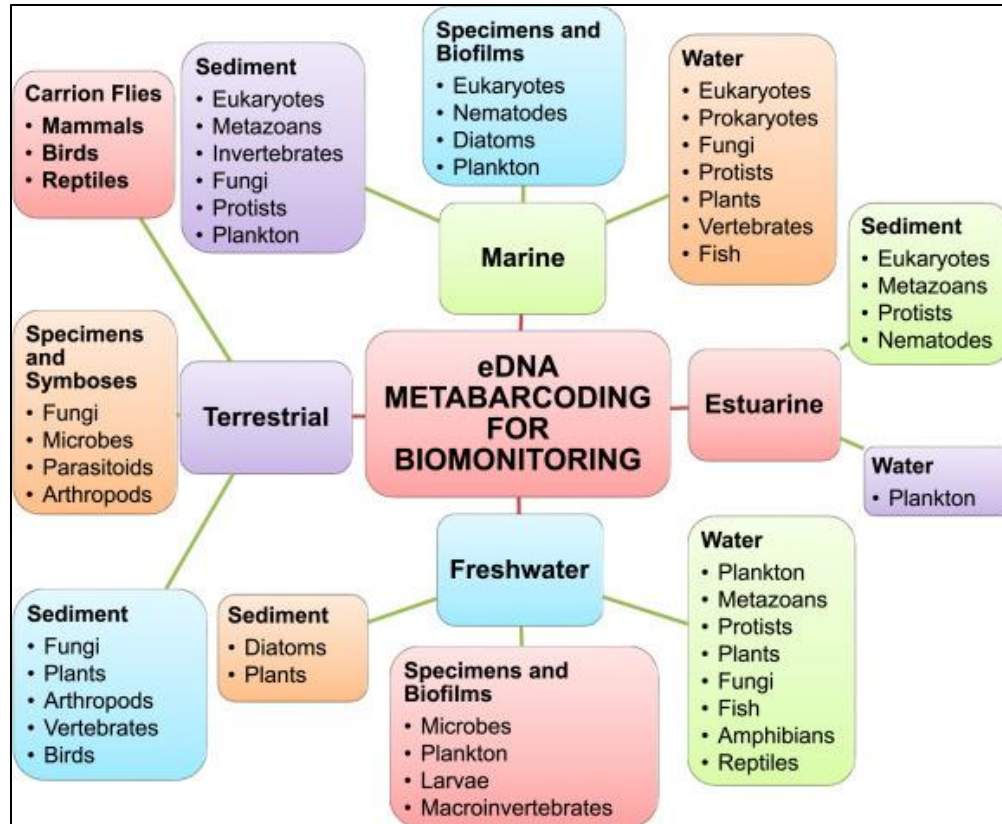 Carrion Flies
• Mammals
• Birds
• Reptiles
Sediment
• Eukaryotes
• Metazoans
• Invertebrates
• Fungi
• Protists
• Plankton
Specimens and
Biofilms
• Eukaryotes
• Nematodes
• Diatoms
• Plankton
Water
• Eukaryotes
• Prokaryotes
• Fungi
• Protists
• Plants
• Vertebrates
• Fish
Marine
Sediment
• Eukaryotes
• Metazoans
• Protists
• Nematodes
Specimens
and
Symboses
• Fungi
• Microbes
• Parasitoids
• Arthropods
Terrestrial
eDNA
METABARCODING
FOR
BIOMONITORING
Estuarine
Water
• Plankton
Freshwater
Sediment
• Fungi
• Plants
• Arthropods
• Vertebrates
• Birds
Sediment
• Diatoms
• Plants
Specimens and
Biofilms
• Microbes
• Plankton
• Larvae
• Macroinvertebrates
Water
• Plankton
• Metazoans
• Protists
• Plants
• Fungi
• Fish
• Amphibians
• Reptiles